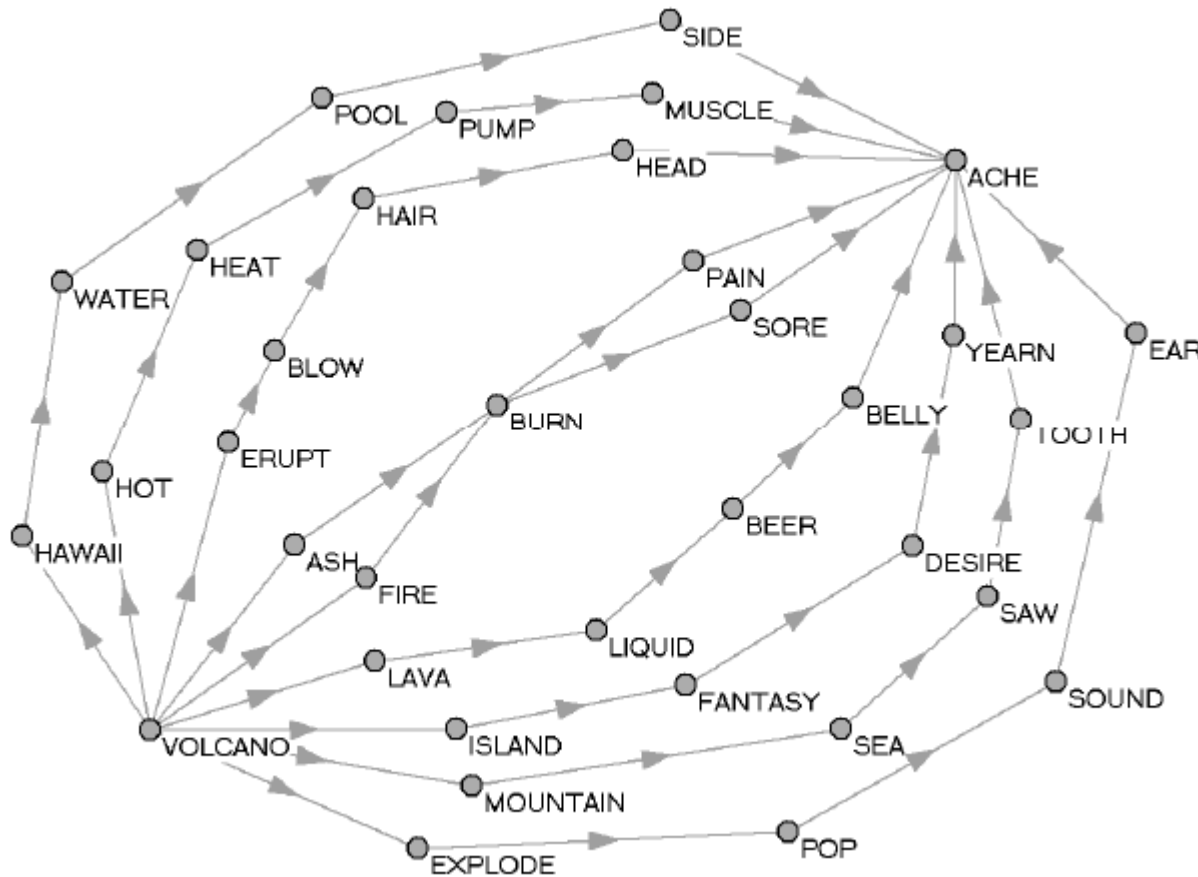 SIDE
POOL
PUMP
MUSCLE
HEAD
ACHE
HAIR
HEAT
PAIN
WATER
SORE
YEARN
EAR
BLOW
BURN
BELLY
TOOTH
ERUPT
HOT
BEER
HAWAII
ASH
DESIRE
FIRE
SAW
LIQUID
LAVA
FANTASY
SOUND
VOLCANO
ISLAND
SEA
MOUNTAIN
POP
EXPLODE